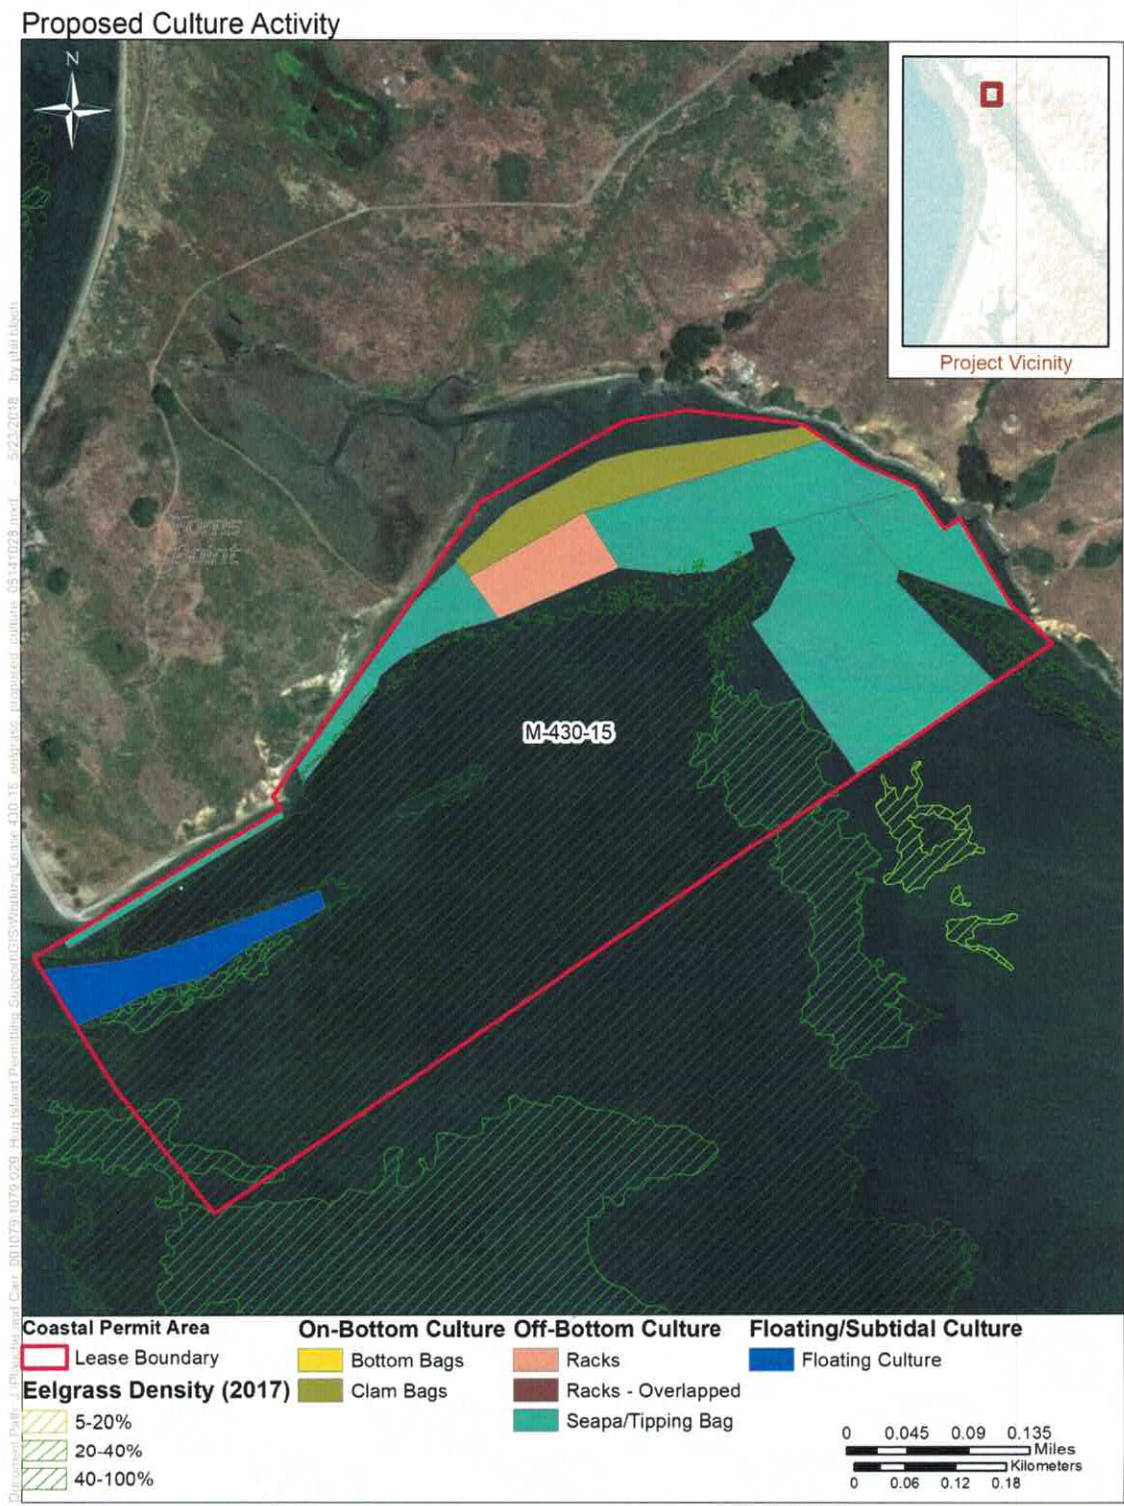 Proposed Culture Activity
N
Project Vicinity
Toms
Point
M-430-15
Coastal Permit Area
Lease Boundary
Eelgrass Density (2017)
5-20%
20-40%
40-100%
On-Bottom Culture
Bottom Bags
Clam Bags
Off-Bottom Culture
Racks
Racks - Overlapped
Seapa/Tipping Bag
Floating/Subtidal Culture
Floating Culture
0 0.045 0.09 0.135
Miles
Kilometers
0 0.06 0.12 0.18